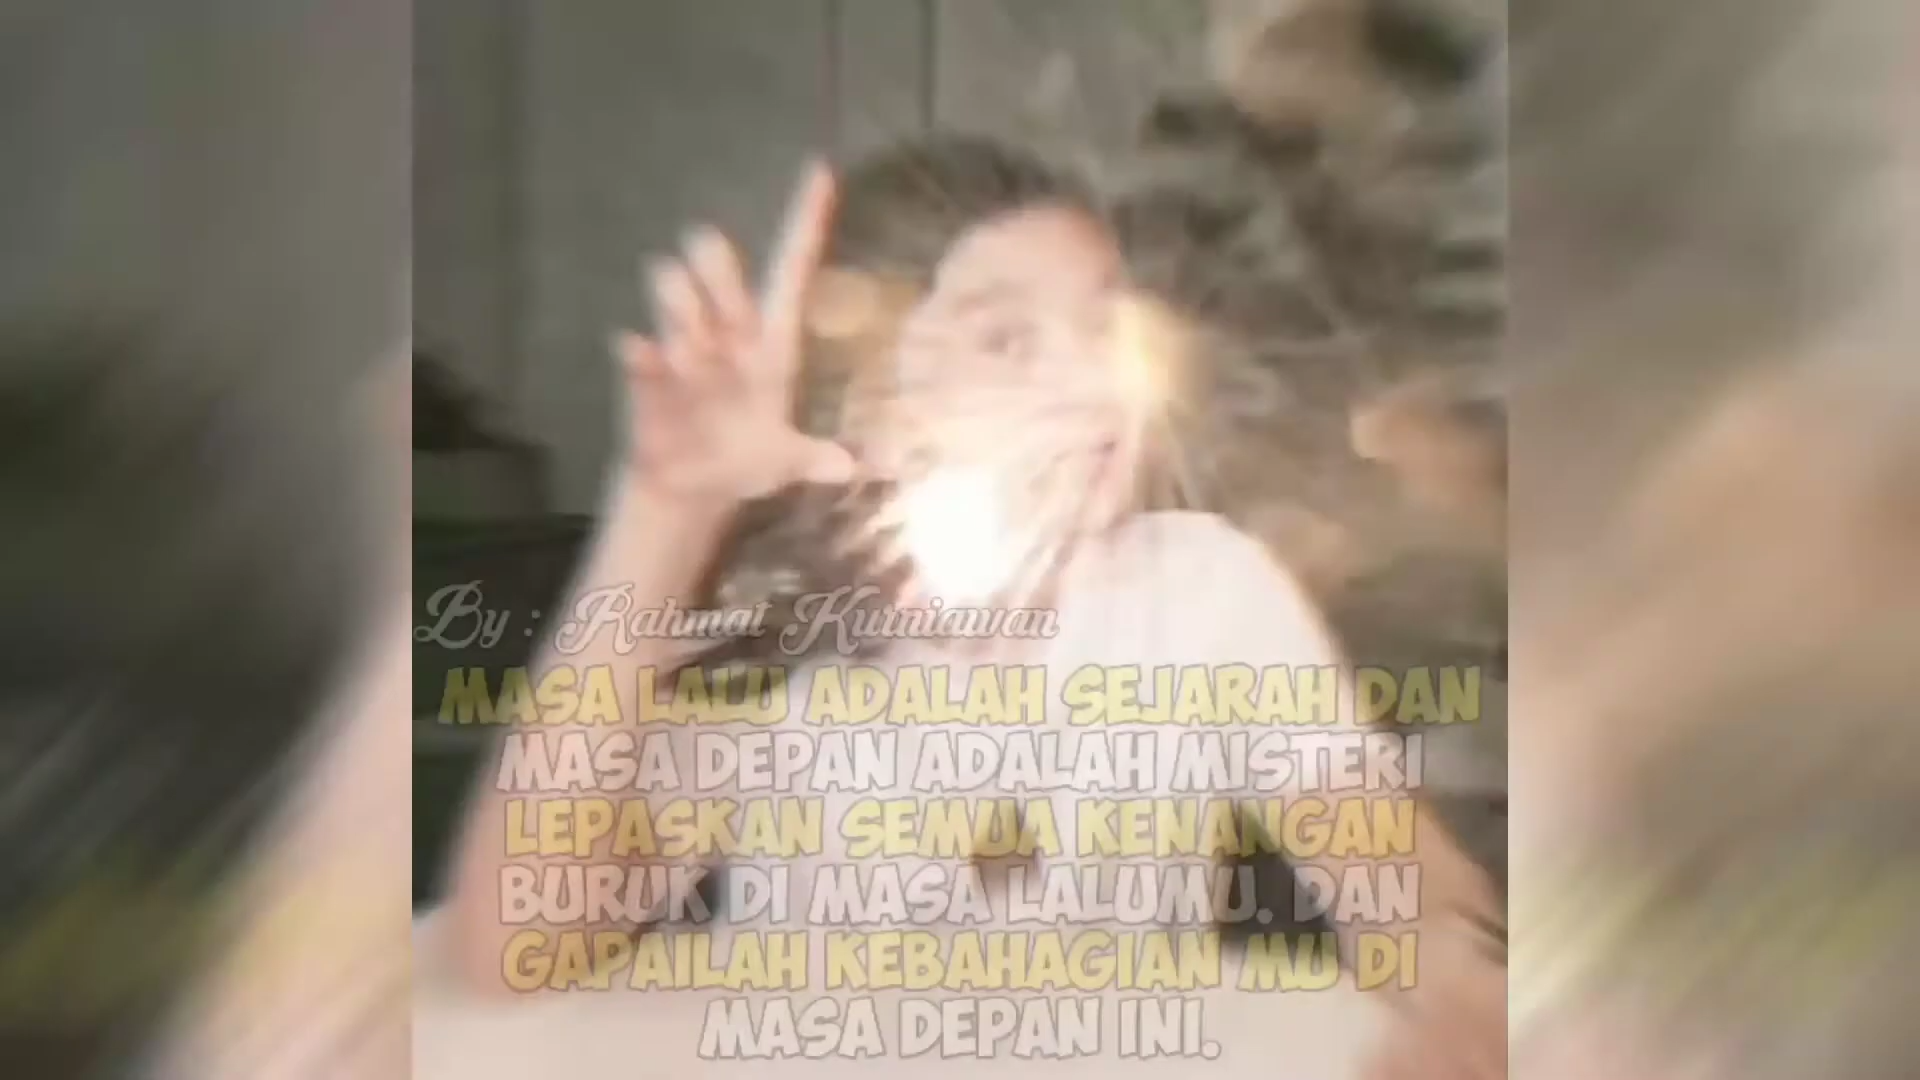 By : Rahmat Kurniawan
MASA LALU ADALAH SEJARAH DAN
MASA DEPAN ADALAH MISTERI
LEPASKAN SEMUA KENANGAN
BURUK DI MASA LALUMU. DAN
GAPAILAH KEBAHAGIAN MU DI
MASA DEPAN INI.